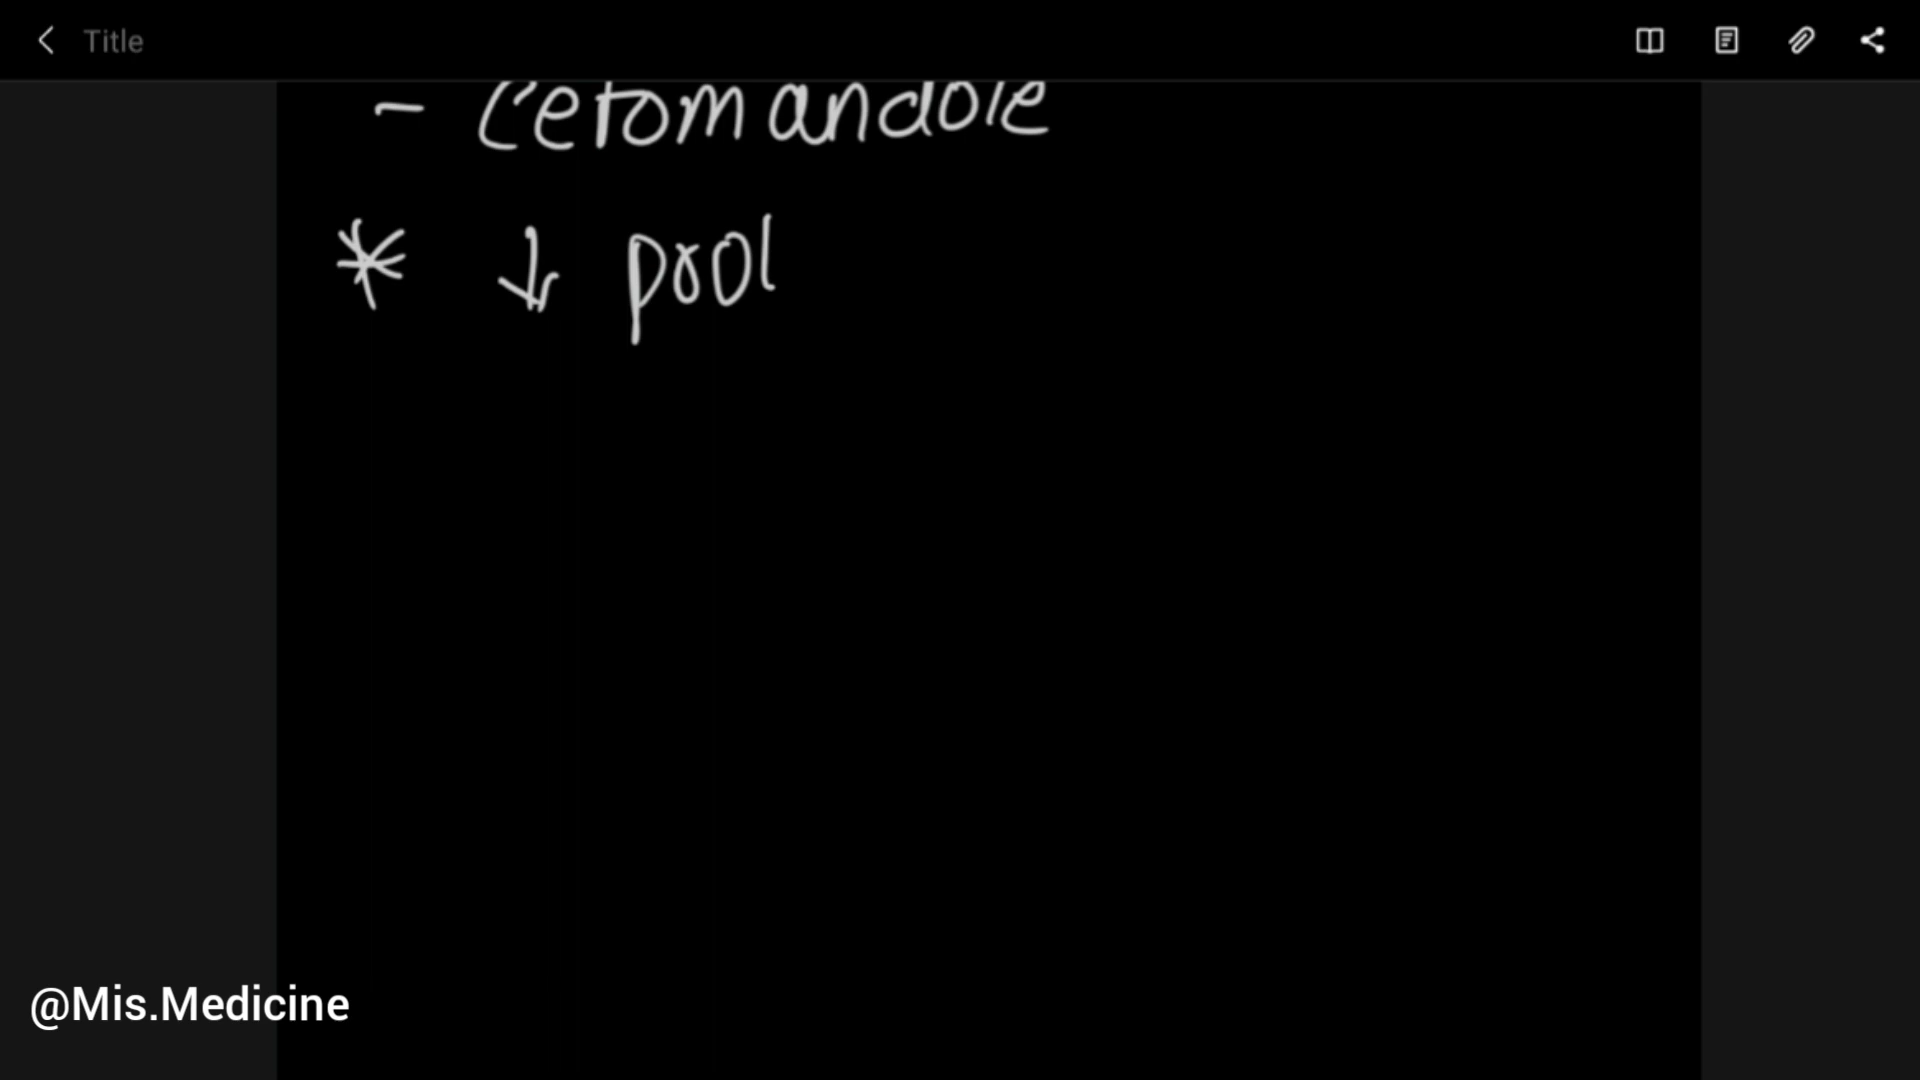 Title
- Cefomandole
* ↓ prol
@Mis.Medicine